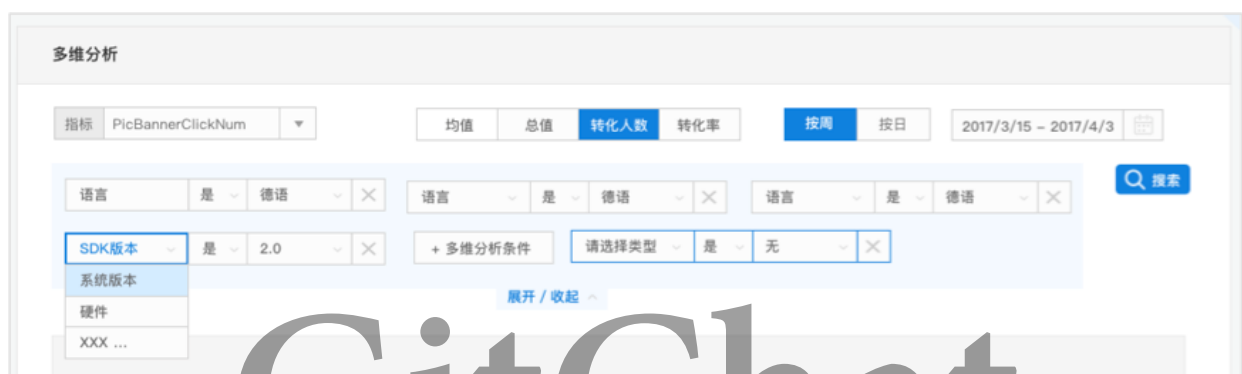 多维分析
指标 PicBannerClickNum 均值 总值 转化人数 转化率 按周 按日 2017/3/15 – 2017/4/3
语言 是 德语 语言 是 德语 语言 是 德语 搜索
SDK版本 是 2.0 + 多维分析条件 请选择类型 是 无
系统版本
展开 / 收起
硬件
XXX ...
GitChat